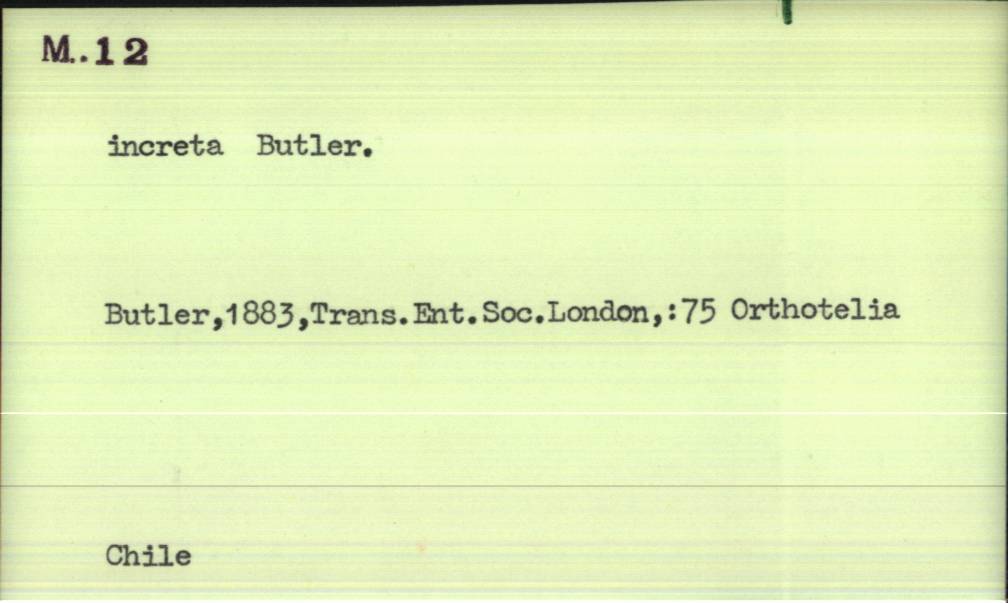 M..12
increta Butler.
Butler,1883,Trans.Ent.Soc.London,:75 Orthotelia
Chile